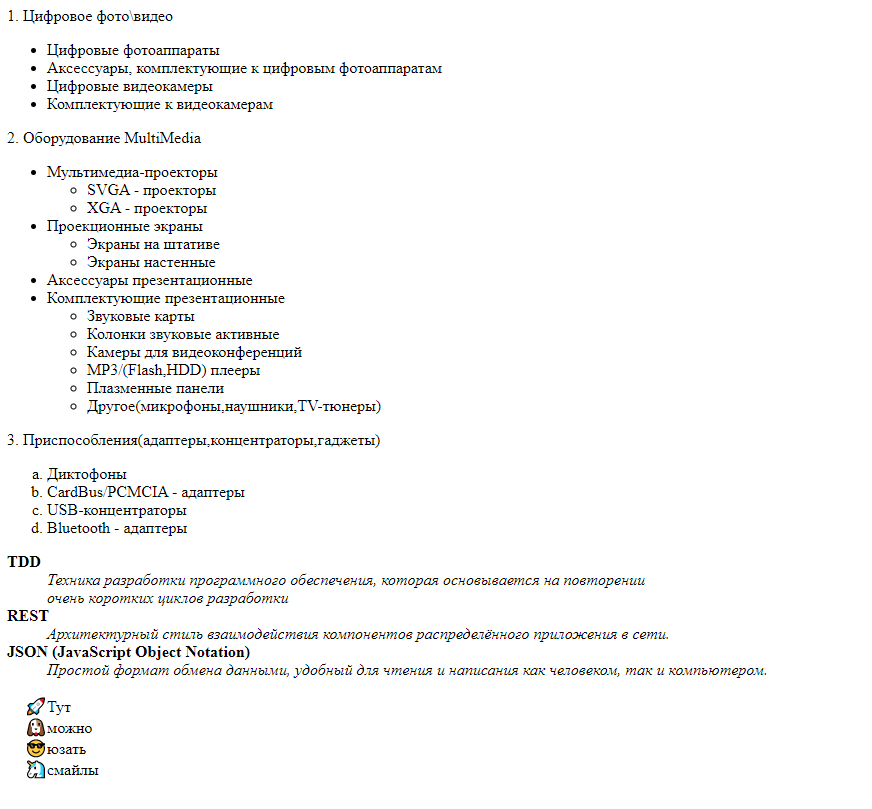 1. Цифровое фото\видео
• Цифровые фотоаппараты
• Аксессуары, комплектующие к цифровым фотоаппаратам
• Цифровые видеокамеры
• Комплектующие к видеокамерам
2. Оборудование MultiMedia
• Мультимедиа-проекторы
◦ SVGA - проекторы
◦ XGA - проекторы
• Проекционные экраны
◦ Экраны на штативе
◦ Экраны настенные
• Аксессуары презентационные
• Комплектующие презентационные
◦ Звуковые карты
◦ Колонки звуковые активные
◦ Камеры для видеоконференций
◦ MP3/(Flash,HDD) плееры
◦ Плазменные панели
◦ Другое(микрофоны,наушники,TV-тюнеры)
3. Приспособления(адаптеры,концентраторы,гаджеты)
a. Диктофоны
b. CardBus/PCMCIA - адаптеры
c. USB-концентраторы
d. Bluetooth - адаптеры
TDD
Техника разработки программного обеспечения, которая основывается на повторении
очень коротких циклов разработки
REST
Архитектурный стиль взаимодействия компонентов распределённого приложения в сети.
JSON (JavaScript Object Notation)
Простой формат обмена данными, удобный для чтения и написания как человеком, так и компьютером.
🚀Тут
🐶можно
😎юзать
🦄смайлы